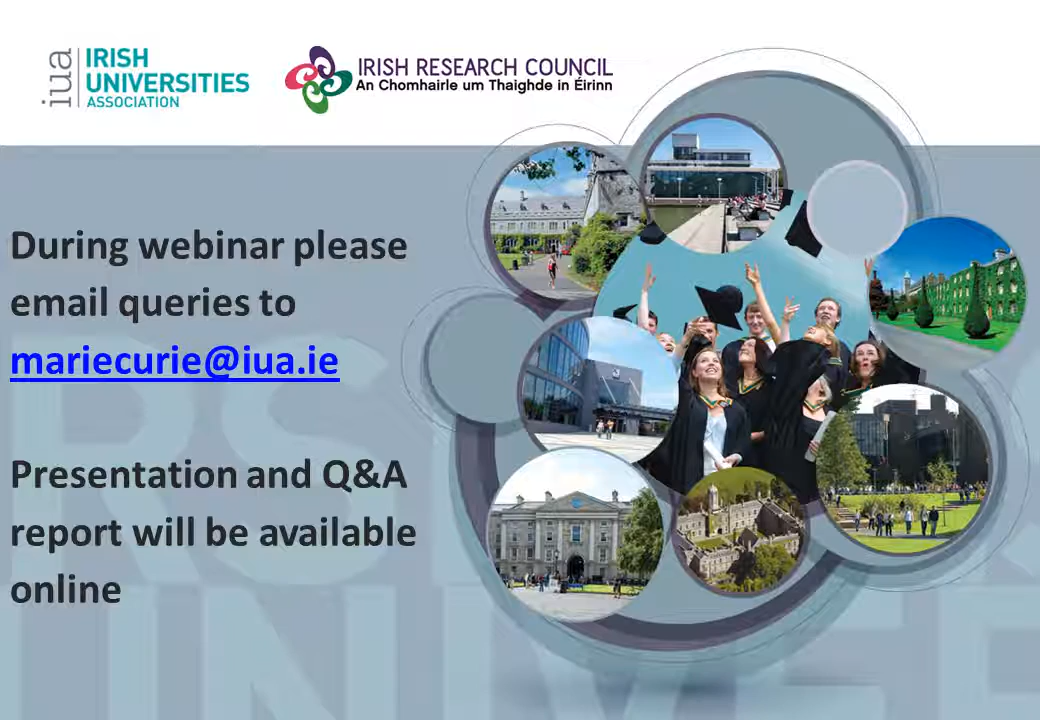 iua
IRISH
UNIVERSITIES
ASSOCIATION
IRISH RESEARCH COUNCIL
An Chomhairle um Thaighde in Éirinn
During webinar please
email queries to
mariecurie@iua.ie
Presentation and Q&A
report will be available
online